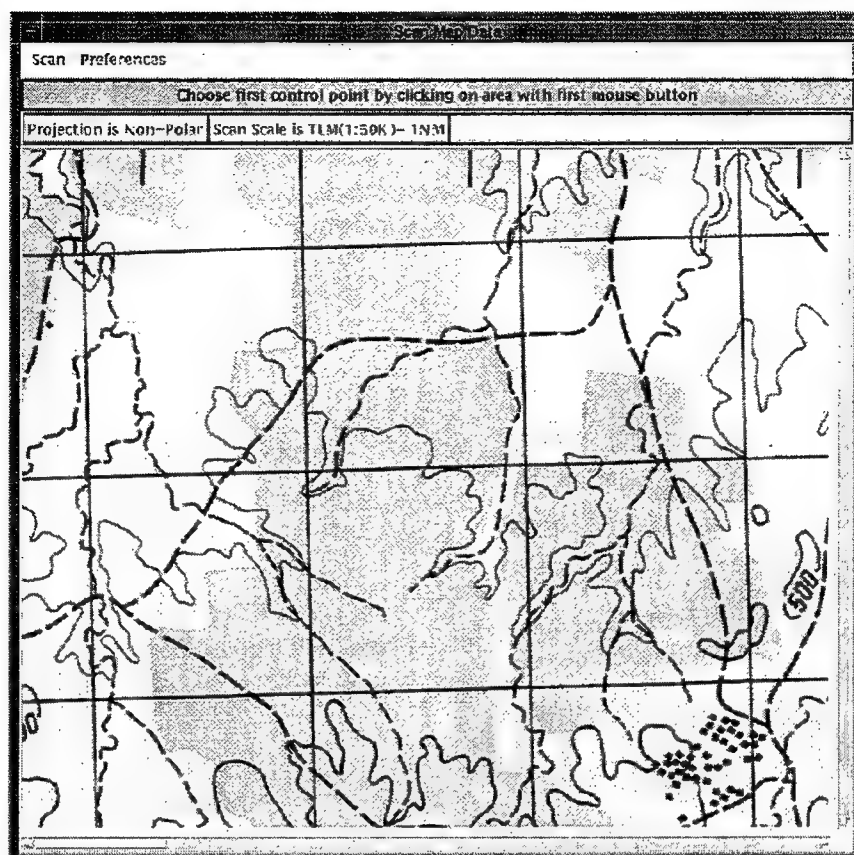 Scan Map Data
Scan Preferences
Choose first control point by clicking on area with first mouse button
Projection is Non-Polar Scan Scale is TLM(1:50K)- 1NM
500